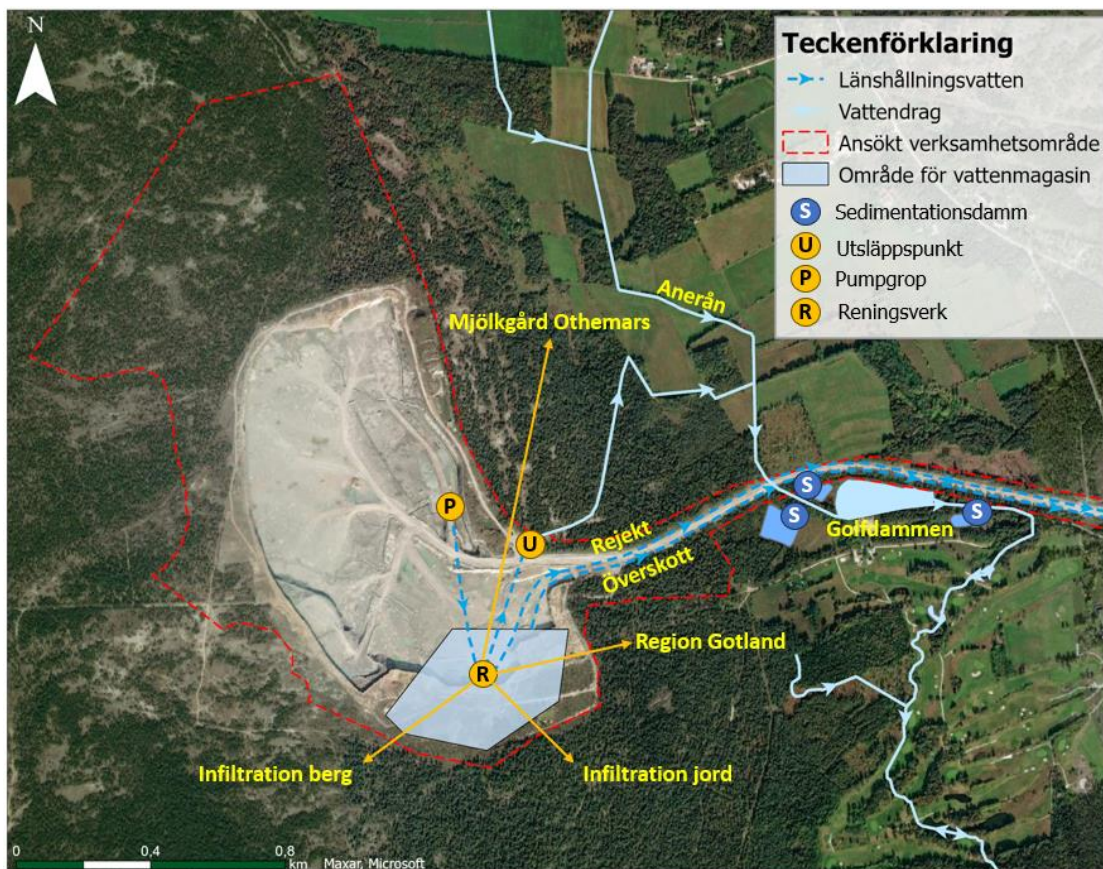 N
Teckenförklaring
Länshållningsvatten
Vattendrag
Ansökt verksamhetsområde
Område för vattenmagasin
S Sedimentationsdamm
U Utsläppspunkt
P Pumpgrop
R Reningsverk
Anerån
Mjölkgård Othemars
P
U
Rejekt
Överskott
S
S
S
Golfdammen
Region Gotland
R
Infiltration berg
Infiltration jord
0 0,4 0,8
km Maxar, Microsoft